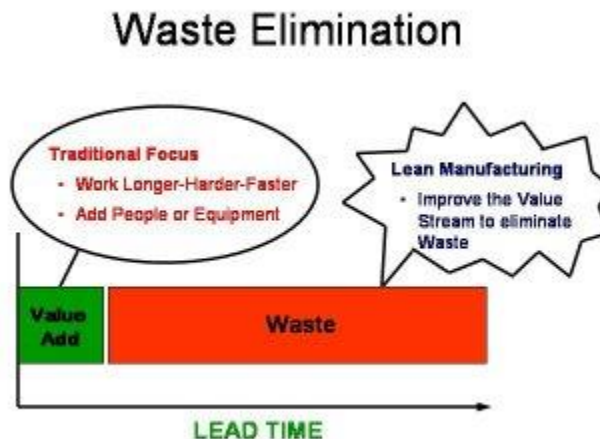 Waste Elimination
Traditional Focus
• Work Longer-Harder-Faster
• Add People or Equipment
Lean Manufacturing
• Improve the Value
Stream to eliminate
Waste
Value
Add
Waste
LEAD TIME